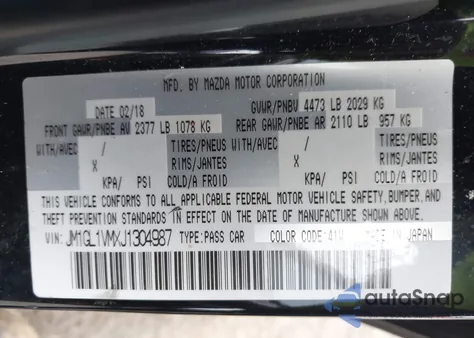 MFD. BY MAZDA MOTOR CORPORATION
DATE 02/18 GVWR/PNBV 4473 LB 2029 KG
FRONT GAWR/PNBE AV 2377 LB 1078 KG REAR GAWR/PNBE AR 2110 LB 957 KG
WITH/AVEC / TIRES/PNEUS WITH/AVEC / TIRES/PNEUS
X RIMS/JANTES X RIMS/JANTES
KPA/ PSI COLD/A FROID KPA/ PSI COLD/A FROID
THIS VEHICLE CONFORMS TO ALL APPLICABLE FEDERAL MOTOR VEHICLE SAFETY, BUMPER, AND
THEFT PREVENTION STANDARDS IN EFFECT ON THE DATE OF MANUFACTURE SHOWN ABOVE.
VIN: JM1GL1VMXJ1304987 TYPE: PASS CAR COLOR CODE: 41W MADE IN JAPAN
autoSnap